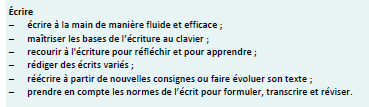 Écrire
– écrire à la main de manière fluide et efficace ;
– maîtriser les bases de l'écriture au clavier ;
– recourir à l'écriture pour réfléchir et pour apprendre ;
– rédiger des écrits variés ;
– réécrire à partir de nouvelles consignes ou faire évoluer son texte ;
– prendre en compte les normes de l'écrit pour formuler, transcrire et réviser.